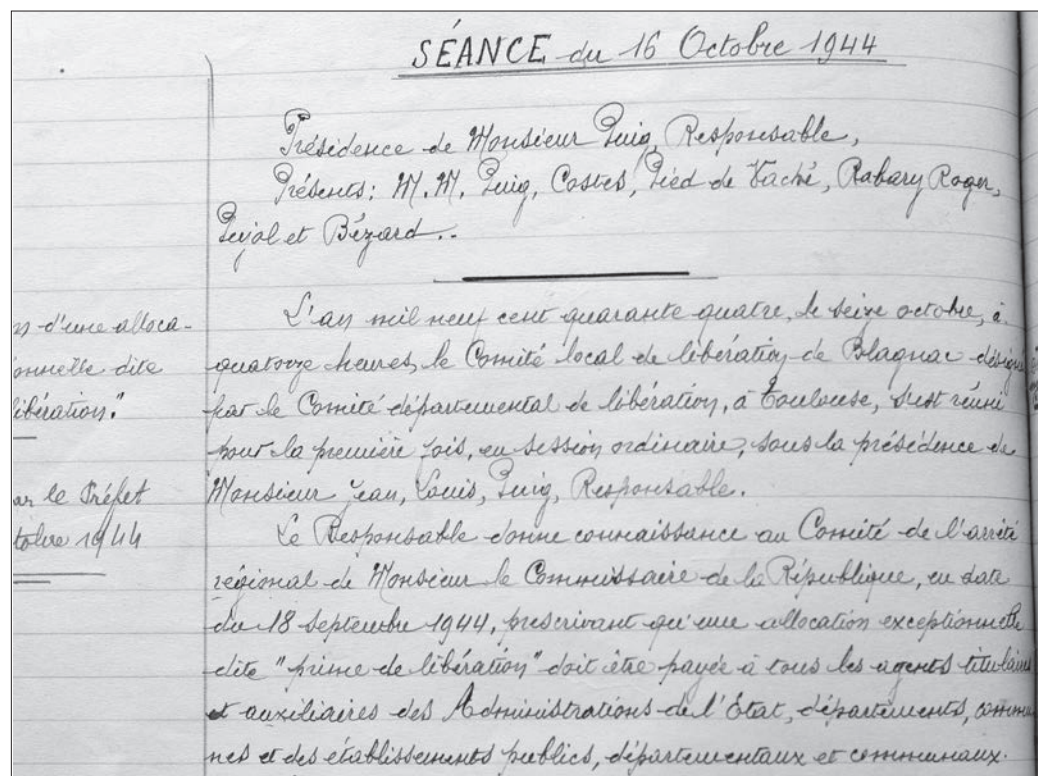 SÉANCE du 16 Octobre 1944
Présidence de Monsieur Puig, Responsable,
Présents: M.M. Puig, Costes, Pied de Vaché, Rabary Roger,
Pujol et Bézard..
L'an mil neuf cent quarante quatre, le seize octobre, à
quatorze heures, le Comité local de libération de Blagnac désigné
par le Comité départemental de libération, à Toulouse, s'est réuni
pour la première fois, en session ordinaire, sous la présidence de
Monsieur Jean, Louis, Puig, Responsable.
Le Responsable donne connaissance au Comité de l'arrêté
régional de Monsieur le Commissaire de la République, en date
du 18 septembre 1944, prescrivant qu'une allocation exceptionnelle
dite "prime de libération" doit être payée à tous les agents titulaires
et auxiliaires des Administrations de l'Etat, départements, commu-
nes et des établissements publics, départementaux et communaux.
d'une alloca-
onnelle dite
libération."
ar le Préfet
tobre 1944